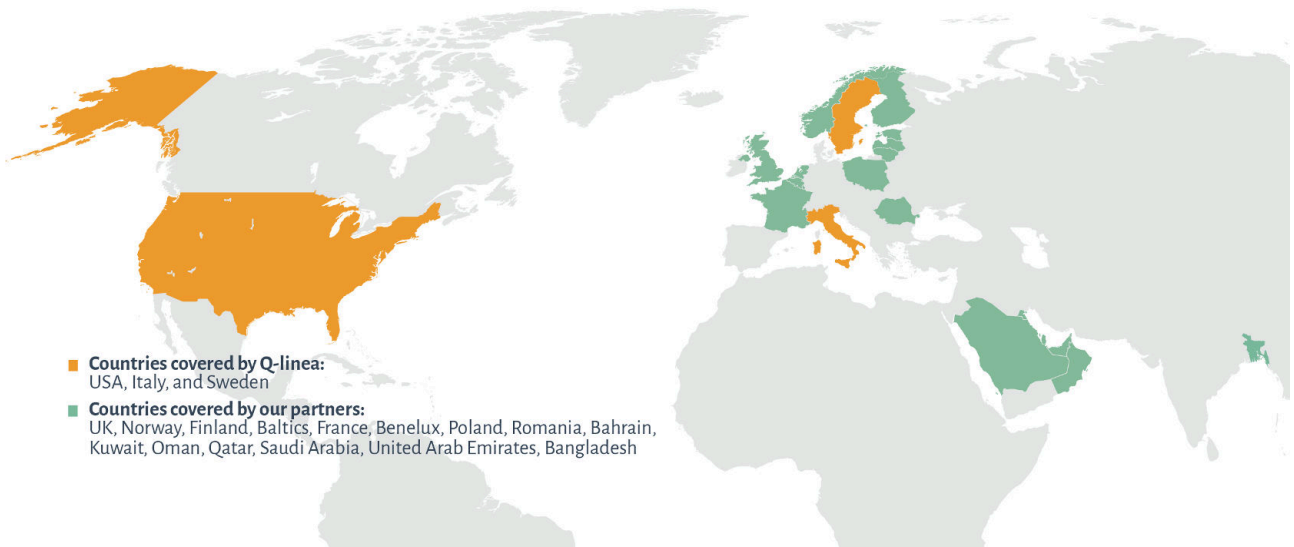 Countries covered by Q-linea:
USA, Italy, and Sweden
Countries covered by our partners:
UK, Norway, Finland, Baltics, France, Benelux, Poland, Romania, Bahrain,
Kuwait, Oman, Qatar, Saudi Arabia, United Arab Emirates, Bangladesh